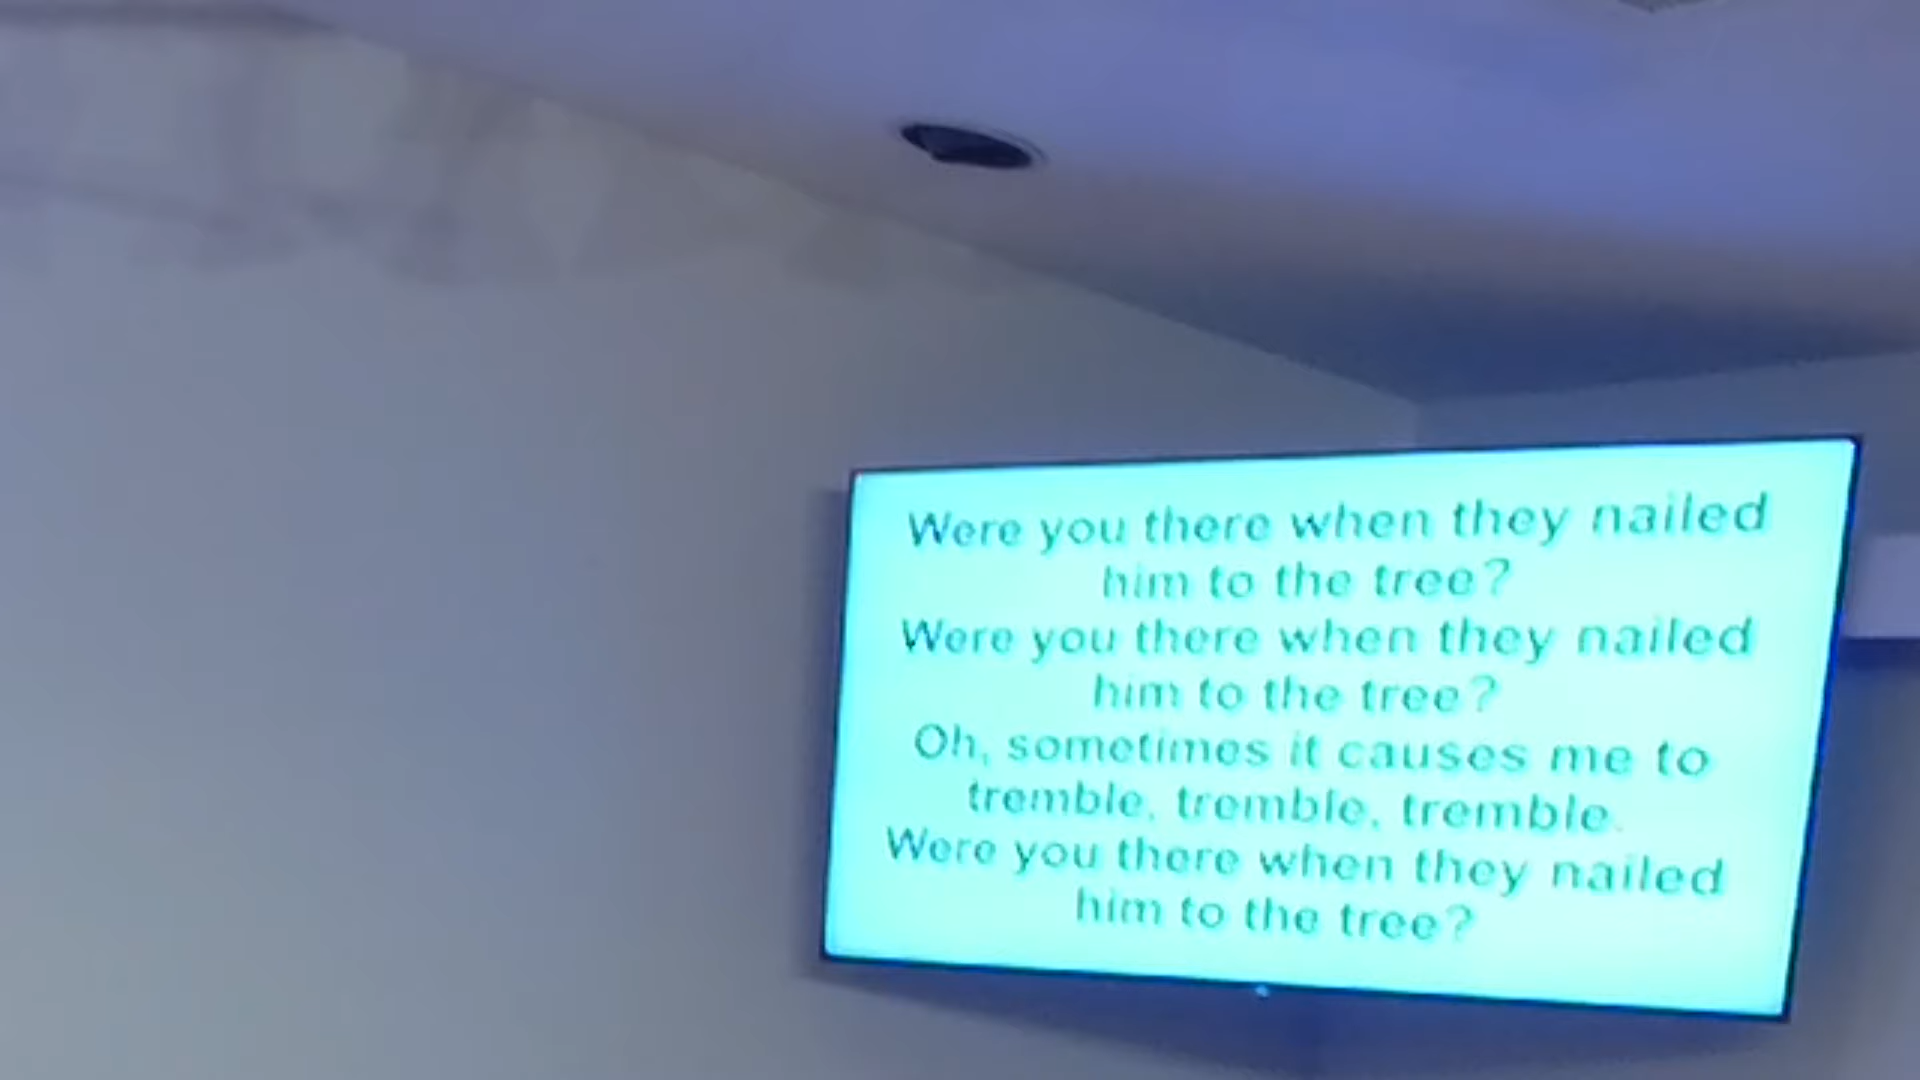 Were you there when they nailed
him to the tree?
Were you there when they nailed
him to the tree?
Oh, sometimes it causes me to
tremble, tremble, tremble.
Were you there when they nailed
him to the tree?